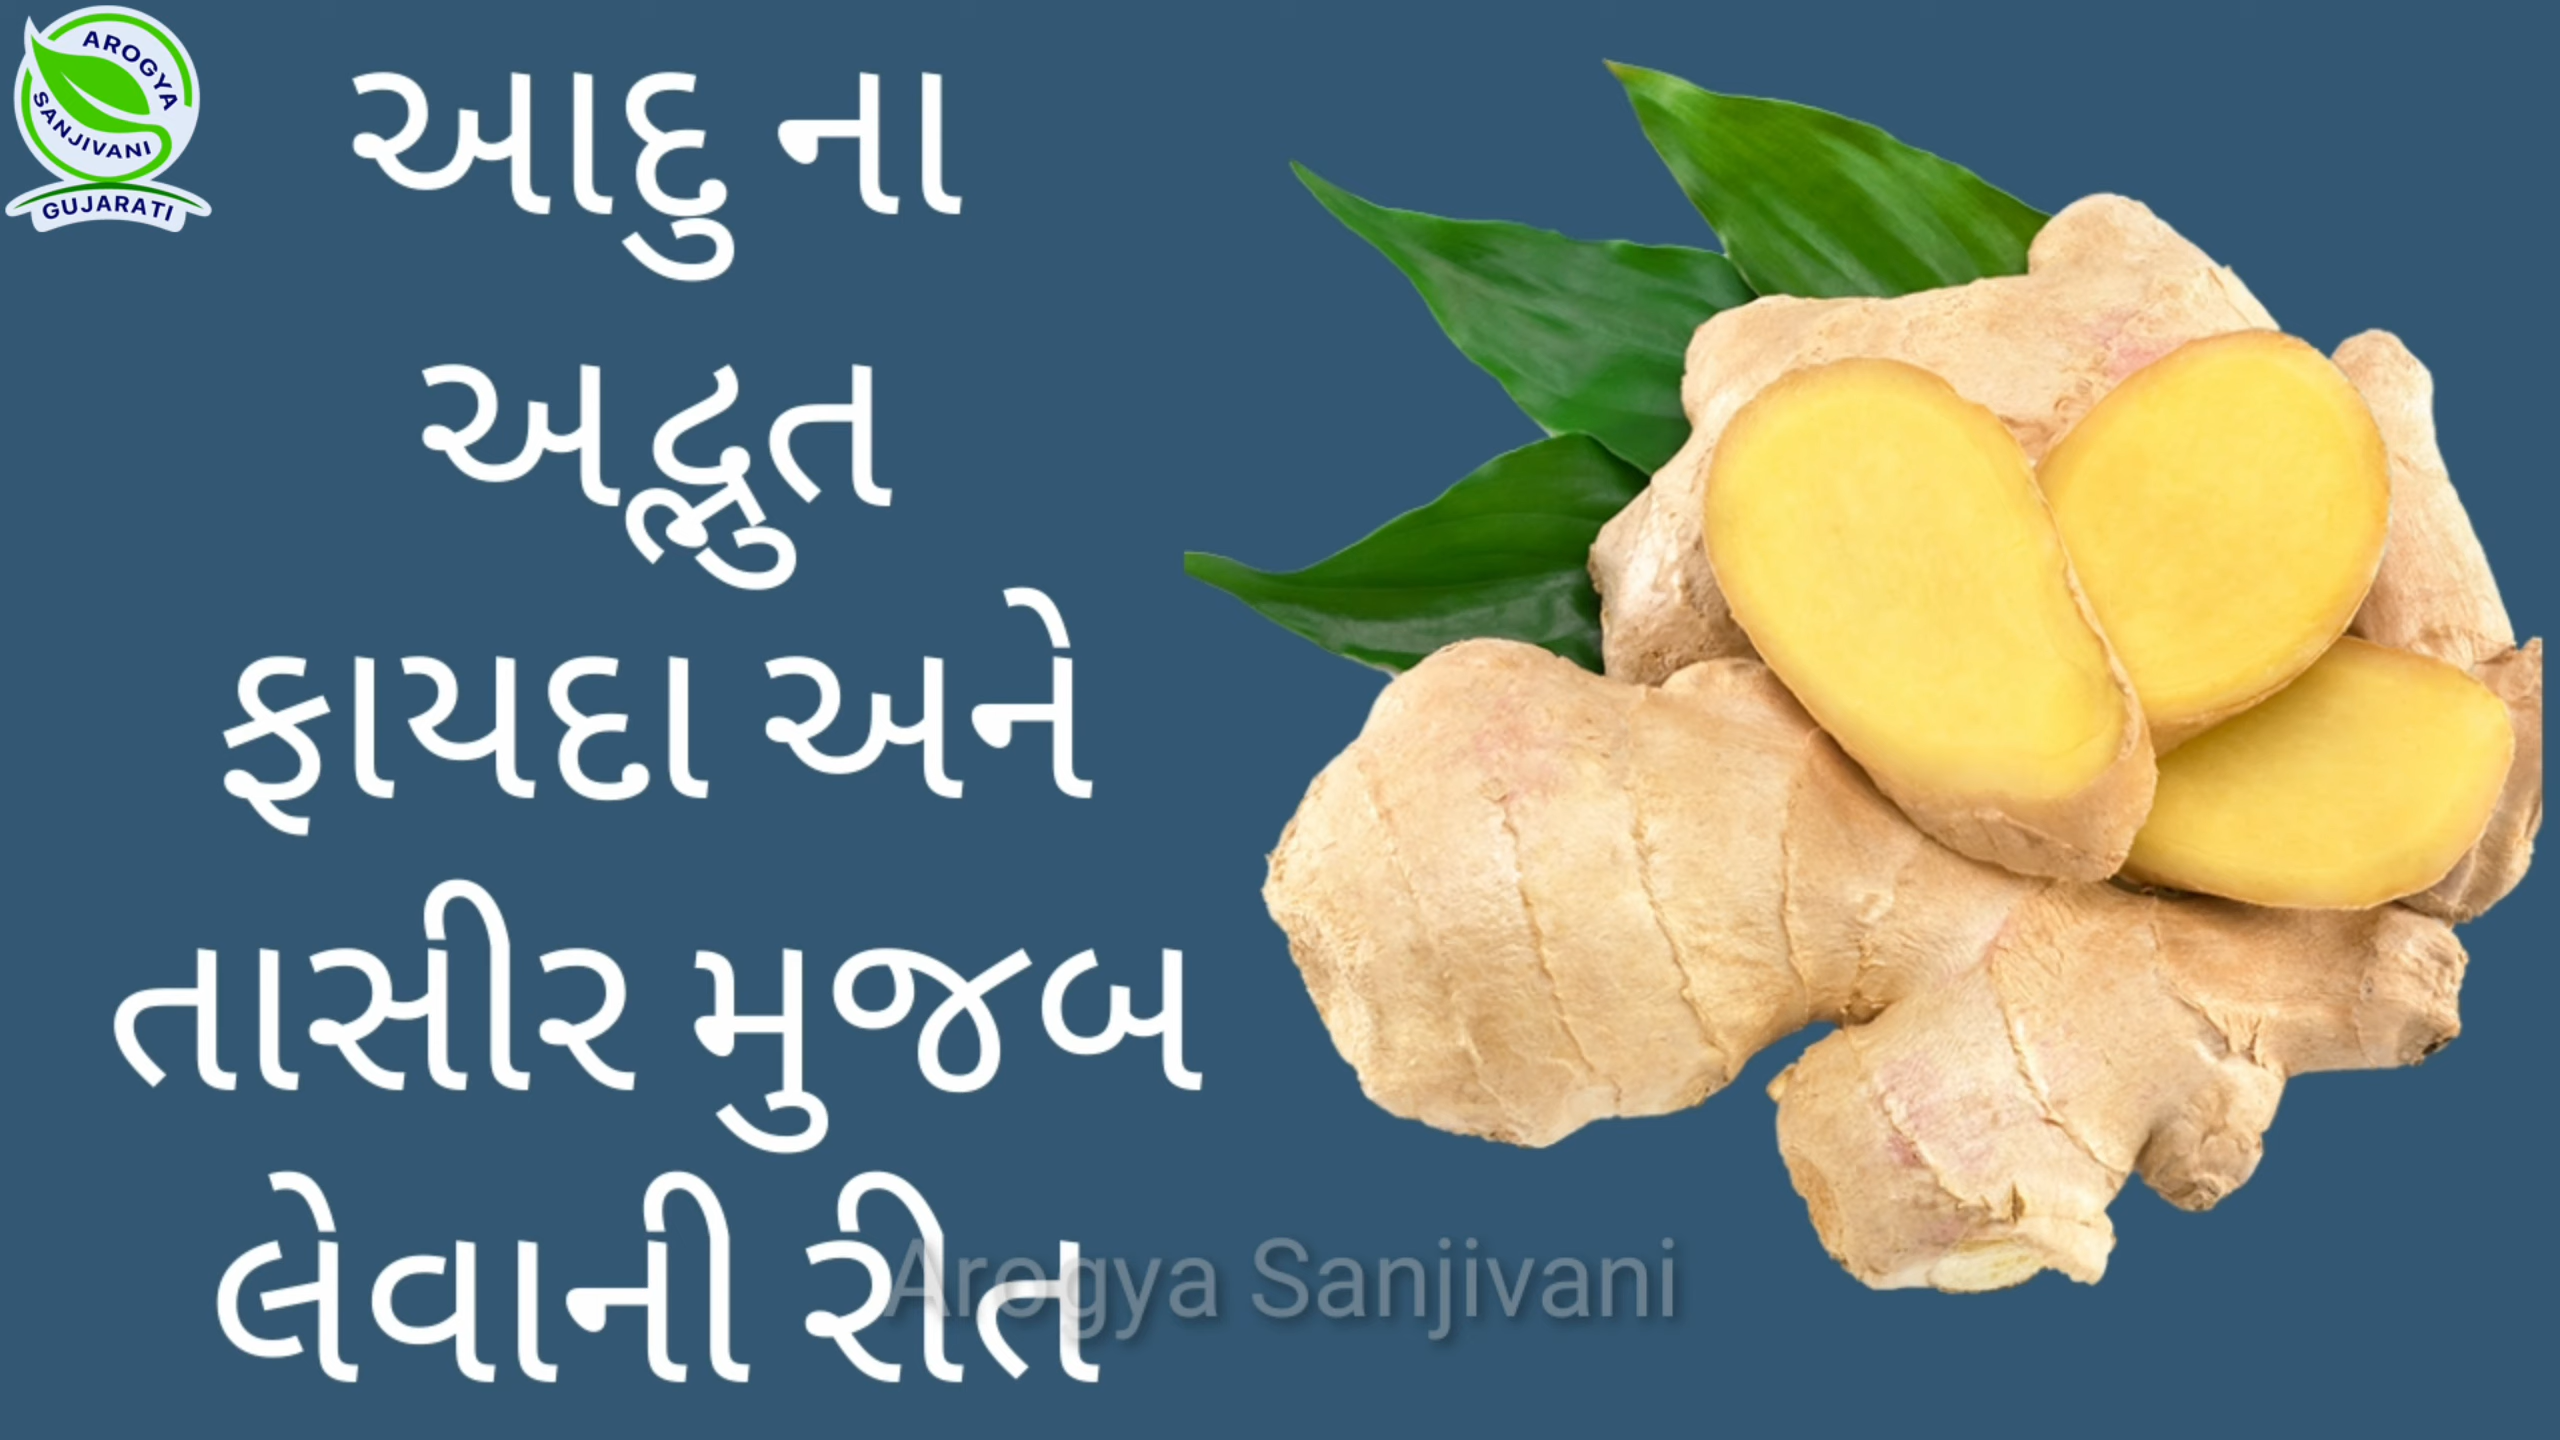 AROGYA
SANJIVANI
GUJARATI
આદુ ના
અદ્ભુત
ફાયદા અને
તાસીર મુજબ
લેવાની રીત
Arogya Sanjivani